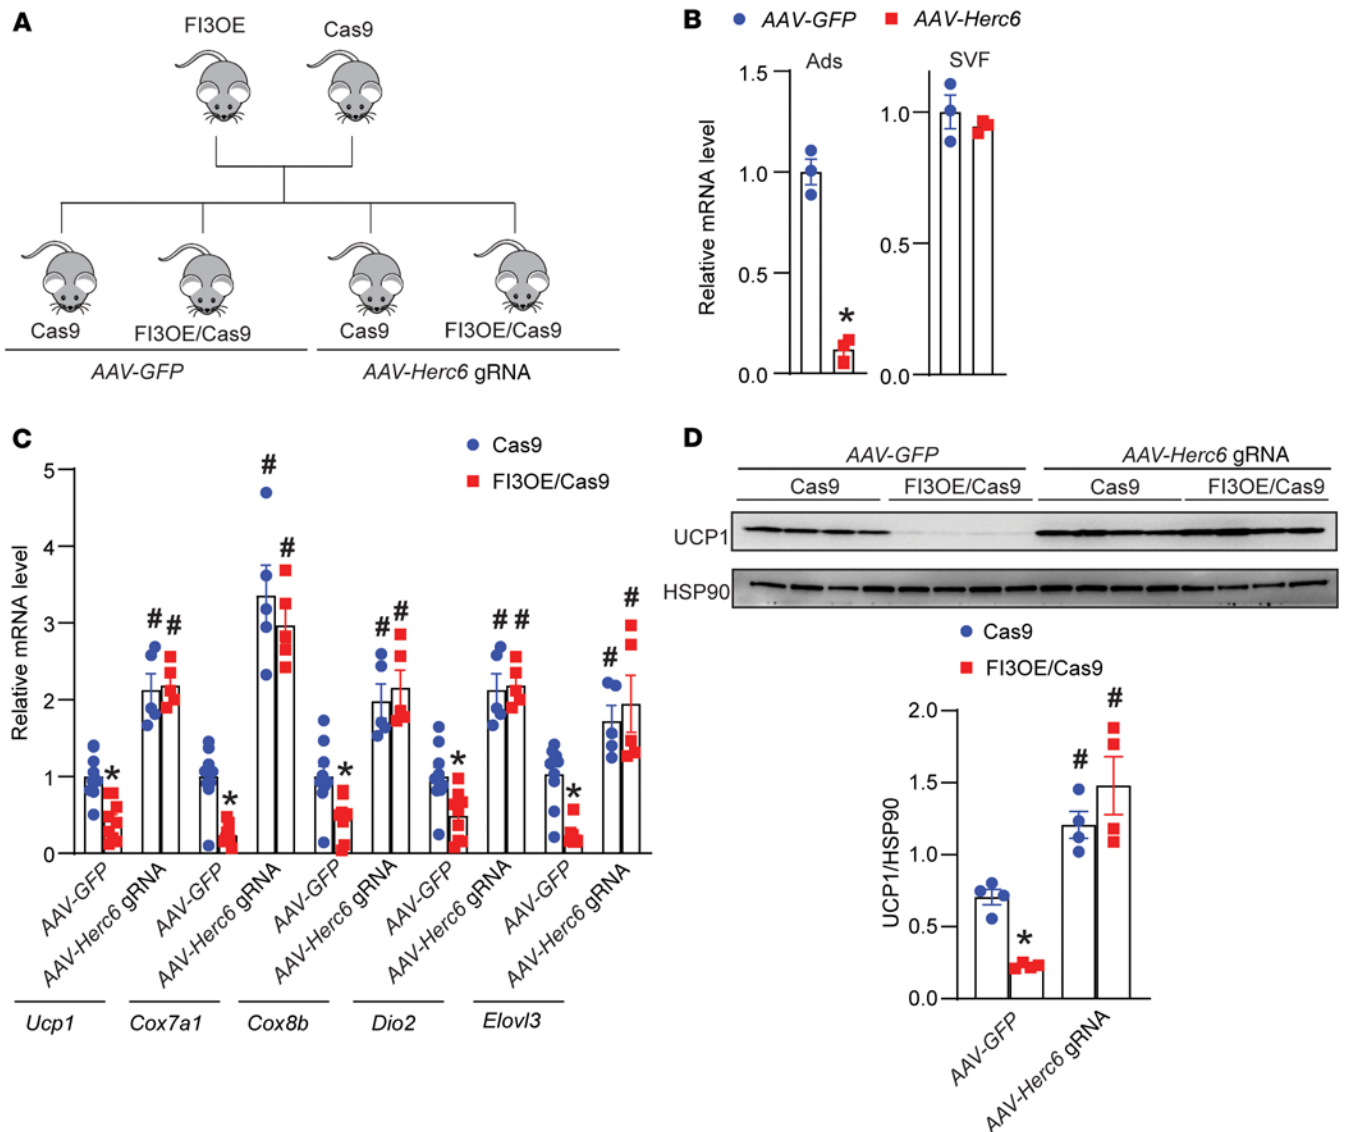 A
FI3OE
Cas9
Cas9
FI3OE/Cas9
Cas9
FI3OE/Cas9
AAV-GFP
AAV-Herc6 gRNA
B
AAV-GFP
AAV-Herc6
Ads
SVF
Relative mRNA level
1.5
1.0
0.5
0.0
*
1.0
0.5
0.0
C
Cas9
FI3OE/Cas9
Relative mRNA level
5
4
3
2
1
0
* # # * # # * # # * # # * # #
AAV-GFP
AAV-Herc6 gRNA
AAV-GFP
AAV-Herc6 gRNA
AAV-GFP
AAV-Herc6 gRNA
AAV-GFP
AAV-Herc6 gRNA
AAV-GFP
AAV-Herc6 gRNA
Ucp1
Cox7a1
Cox8b
Dio2
Elovl3
D
AAV-GFP
AAV-Herc6 gRNA
Cas9
FI3OE/Cas9
Cas9
FI3OE/Cas9
UCP1
HSP90
Cas9
FI3OE/Cas9
UCP1/HSP90
2.0
1.5
1.0
0.5
0.0
* # #
AAV-GFP
AAV-Herc6 gRNA